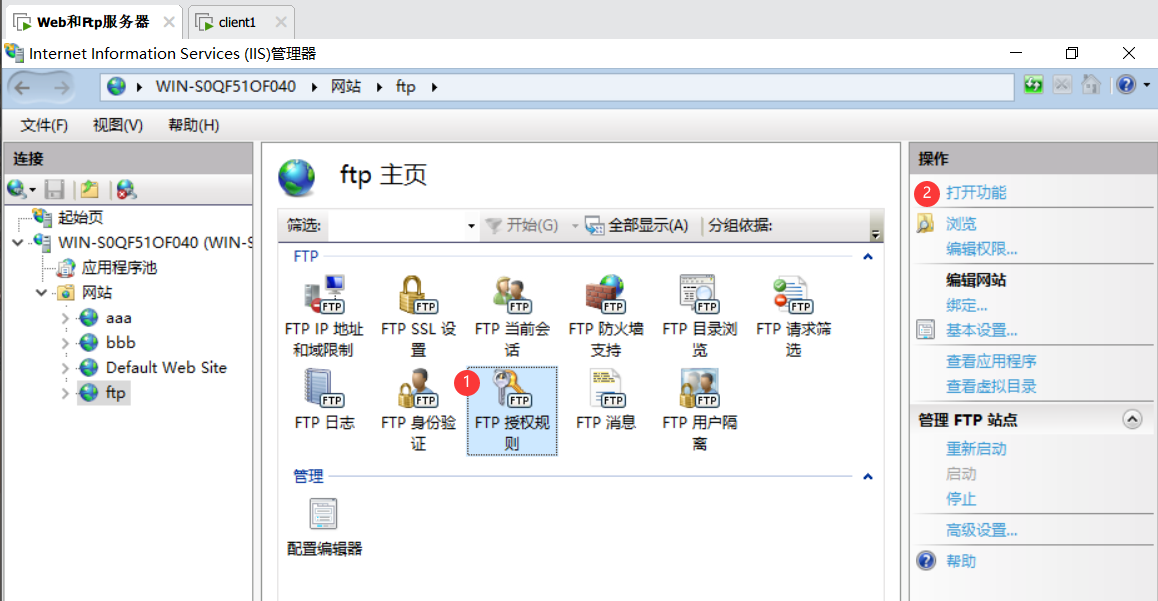 Web和Ftp服务器
client1
Internet Information Services (IIS)管理器
WIN-S0QF51OF040 网站 ftp
文件(F) 视图(V) 帮助(H)
连接
起始页
WIN-S0QF51OF040 (WIN-S
应用程序池
网站
aaa
bbb
Default Web Site
ftp
ftp 主页
筛选: 开始(G) 全部显示(A) 分组依据:
FTP
FTP IP 地址
和域限制
FTP SSL 设
置
FTP 当前会
话
FTP 防火墙
支持
FTP 目录浏
览
FTP 请求筛
选
FTP 日志
FTP 身份验
证
1
FTP 授权规
则
FTP 消息
FTP 用户隔
离
管理
配置编辑器
操作
2 打开功能
浏览
编辑权限...
编辑网站
绑定...
基本设置...
查看应用程序
查看虚拟目录
管理 FTP 站点
重新启动
启动
停止
高级设置...
帮助